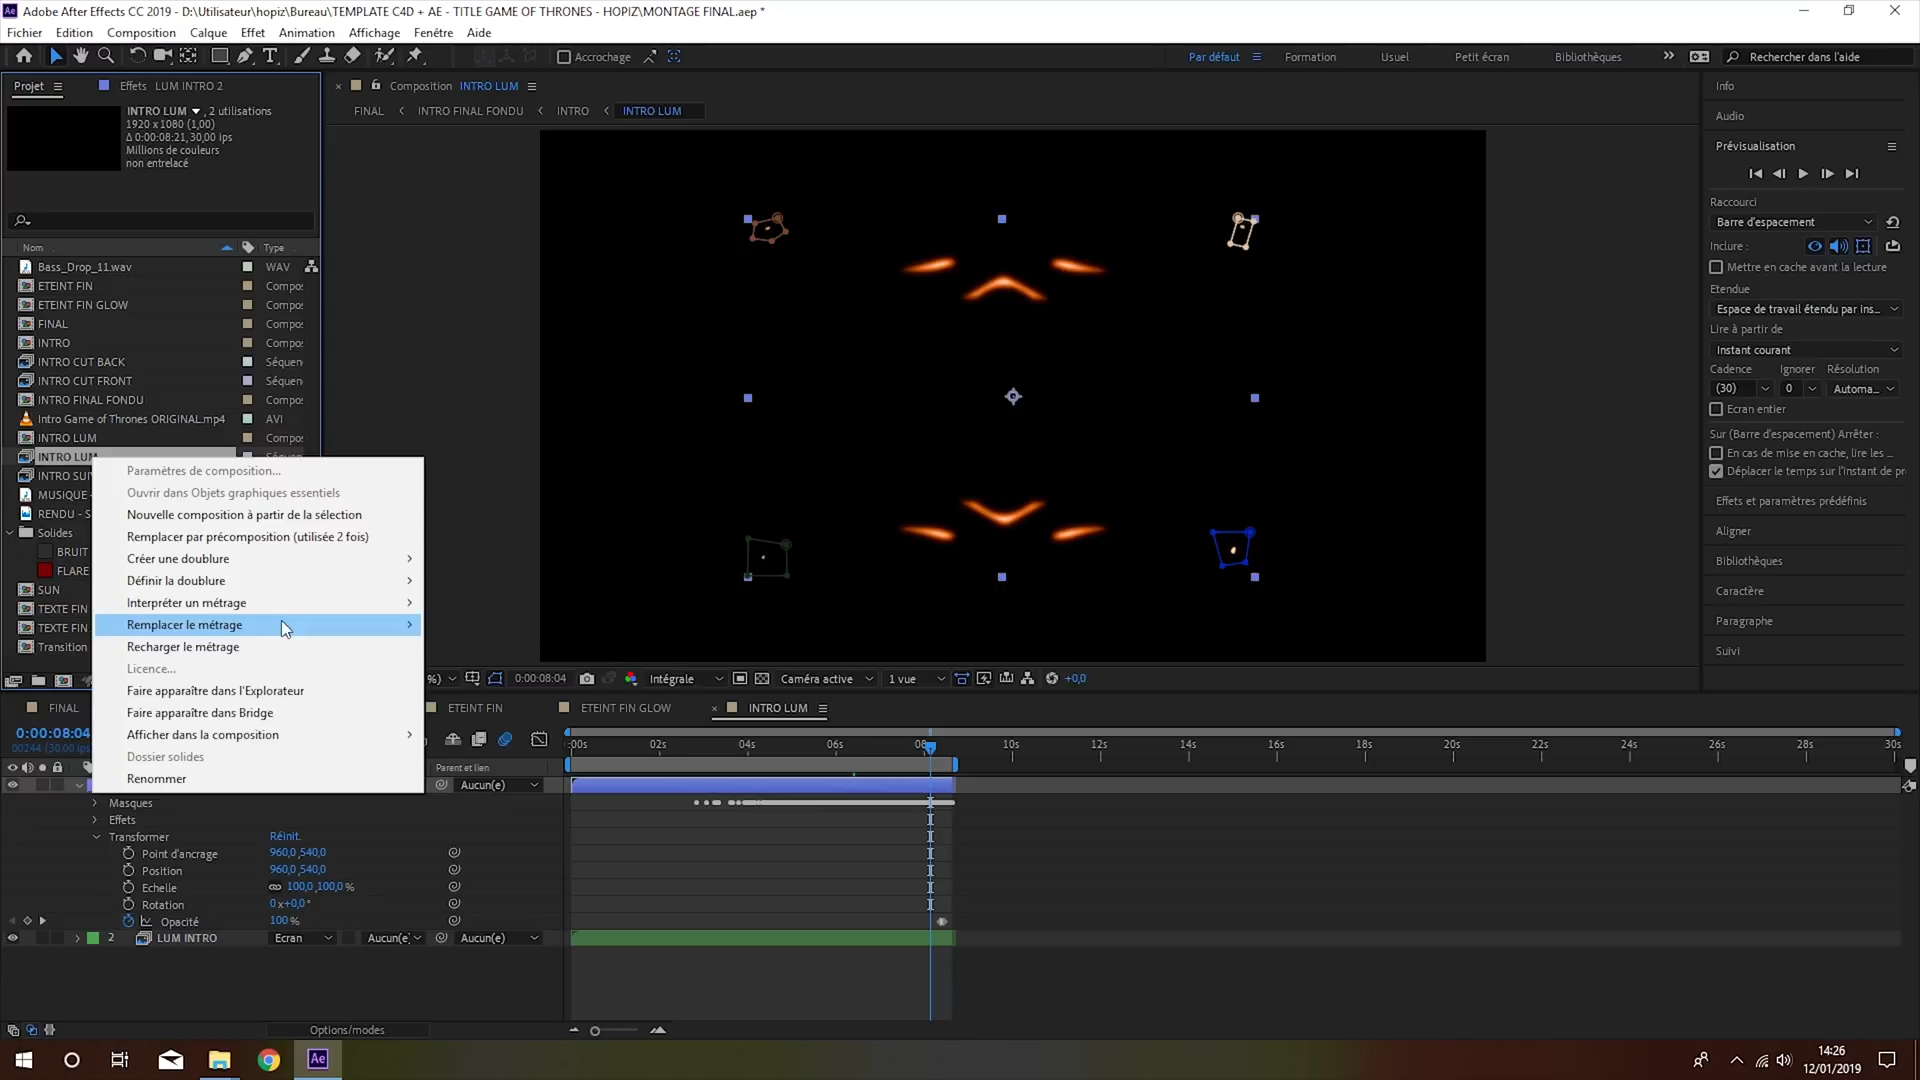 Adobe After Effects CC 2019 - D:\Utilisateur\hopiz\Bureau\TEMPLATE C4D + AE - TITLE GAME OF THRONES - HOPIZ\MONTAGE FINAL.aep *
Fichier Edition Composition Calque Effet Animation Affichage Fenêtre Aide
Accrochage
Par défaut Formation Usuel Petit écran Bibliothèques Rechercher dans l'aide
Projet Effets LUM INTRO 2
Composition INTRO LUM
FINAL INTRO FINAL FONDU INTRO INTRO LUM
INTRO LUM , 2 utilisations
1920 x 1080 (1,00)
Δ 0:00:08:21, 30,00 ips
Millions de couleurs
non entrelacé
Nom Type
Bass_Drop_11.wav WAV
ETEINT FIN Compos
ETEINT FIN GLOW Compos
FINAL Compos
INTRO Compos
INTRO CUT BACK Séquen
INTRO CUT FRONT Séquen
INTRO FINAL FONDU Compos
Intro Game of Thrones ORIGINAL.mp4 AVI
INTRO LUM Compos
INTRO LUM
INTRO SUI
MUSIQUE
RENDU - S
Solides
BRUIT
FLARE
SUN
TEXTE FIN
TEXTE FIN
Transition
Paramètres de composition...
Ouvrir dans Objets graphiques essentiels
Nouvelle composition à partir de la sélection
Remplacer par précomposition (utilisée 2 fois)
Créer une doublure
Définir la doublure
Interpréter un métrage
Remplacer le métrage
Recharger le métrage
Licence...
Faire apparaître dans l'Explorateur
Faire apparaître dans Bridge
Afficher dans la composition
Dossier solides
Renommer
Info
Audio
Prévisualisation
Raccourci
Barre d'espacement
Inclure :
Mettre en cache avant la lecture
Etendue
Espace de travail étendu par ins...
Lire à partir de
Instant courant
Cadence Ignorer Résolution
(30) 0 Automa...
Ecran entier
Sur (Barre d'espacement) Arrêter :
En cas de mise en cache, lire les ...
Déplacer le temps sur l'instant de pr
Effets et paramètres prédéfinis
Aligner
Bibliothèques
Caractère
Paragraphe
Suivi
%) 0:00:08:04 Intégrale Caméra active 1 vue +0,0
FINAL ETEINT FIN ETEINT FIN GLOW INTRO LUM
0:00:08:04
00244 (30.00 ips
:00s 02s 04s 06s 08 10s 12s 14s 16s 18s 20s 22s 24s 26s 28s 30s
Parent et lien
Aucun(e)
Masques
Effets
Transformer Réinit.
Point d'ancrage 960,0 ,540,0
Position 960,0 ,540,0
Echelle 100,0 ,100,0 %
Rotation 0 x+0,0 °
Opacité 100 %
2 LUM INTRO Ecran Aucun(e) Aucun(e)
Options/modes
Ae
14:26
12/01/2019